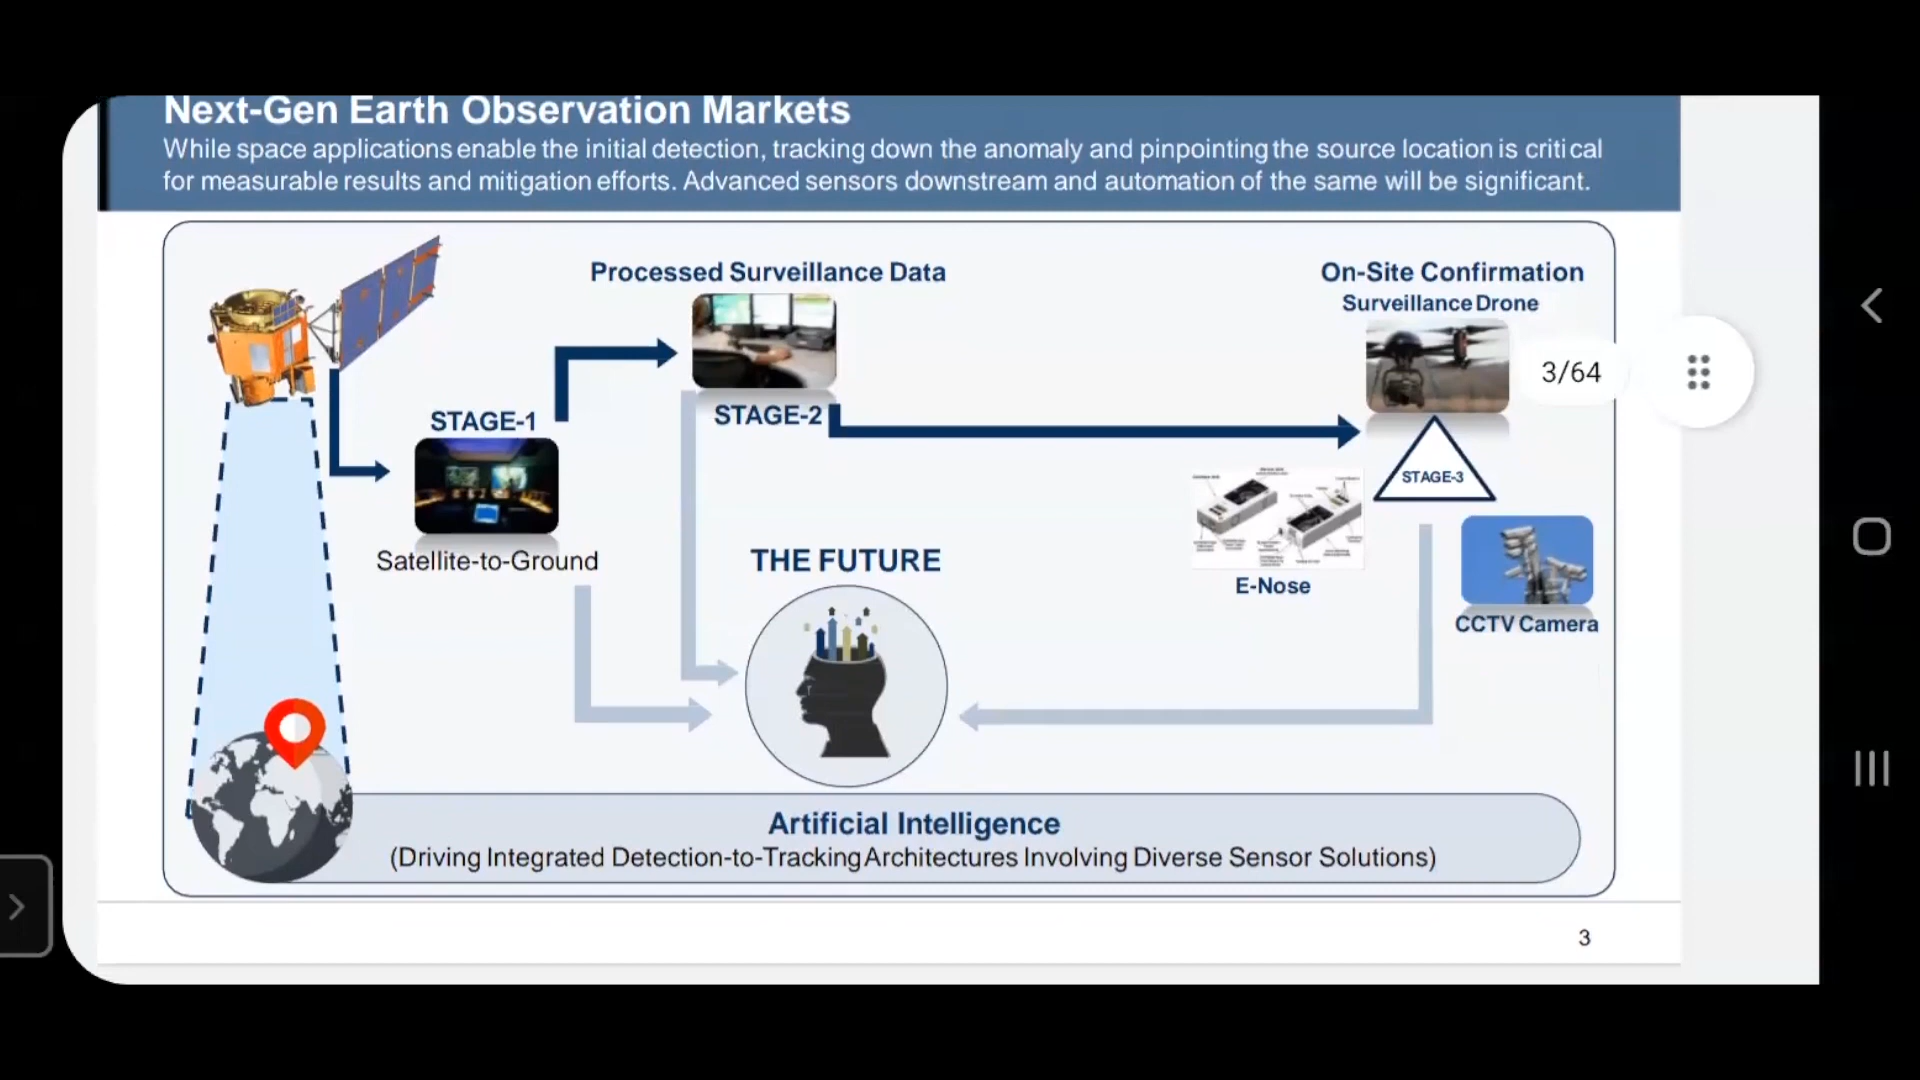 Next-Gen Earth Observation Markets
While space applications enable the initial detection, tracking down the anomaly and pinpointing the source location is critical
for measurable results and mitigation efforts. Advanced sensors downstream and automation of the same will be significant.
Processed Surveillance Data
On-Site Confirmation
Surveillance Drone
3/64
STAGE-1
STAGE-2
STAGE-3
Satellite-to-Ground
THE FUTURE
E-Nose
CCTV Camera
Artificial Intelligence
(Driving Integrated Detection-to-Tracking Architectures Involving Diverse Sensor Solutions)
3